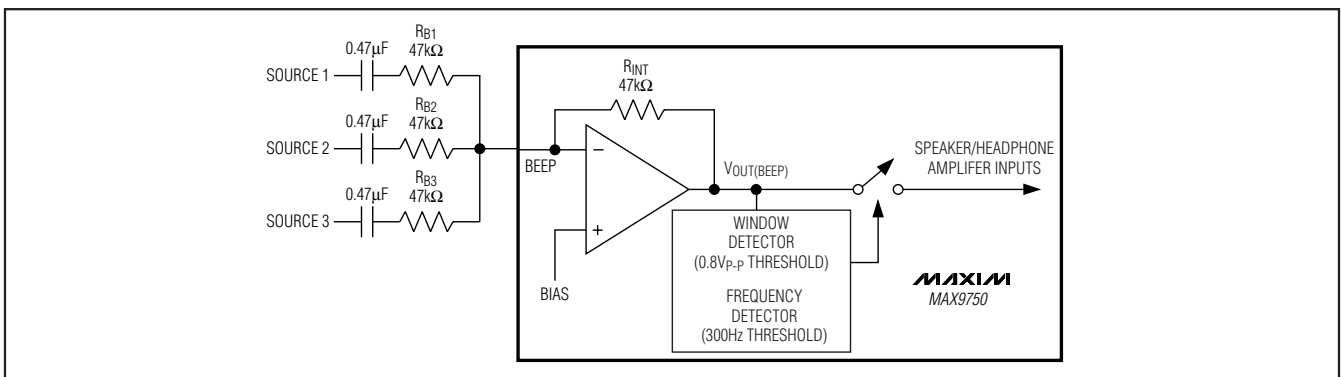 0.47µF
RB1
47kΩ
SOURCE 1
0.47µF
RB2
47kΩ
SOURCE 2
0.47µF
RB3
47kΩ
SOURCE 3
RINT
47kΩ
BEEP
−
+
BIAS
VOUT(BEEP)
WINDOW
DETECTOR
(0.8VP-P THRESHOLD)
FREQUENCY
DETECTOR
(300Hz THRESHOLD)
SPEAKER/HEADPHONE
AMPLIFER INPUTS
MAXIM
MAX9750